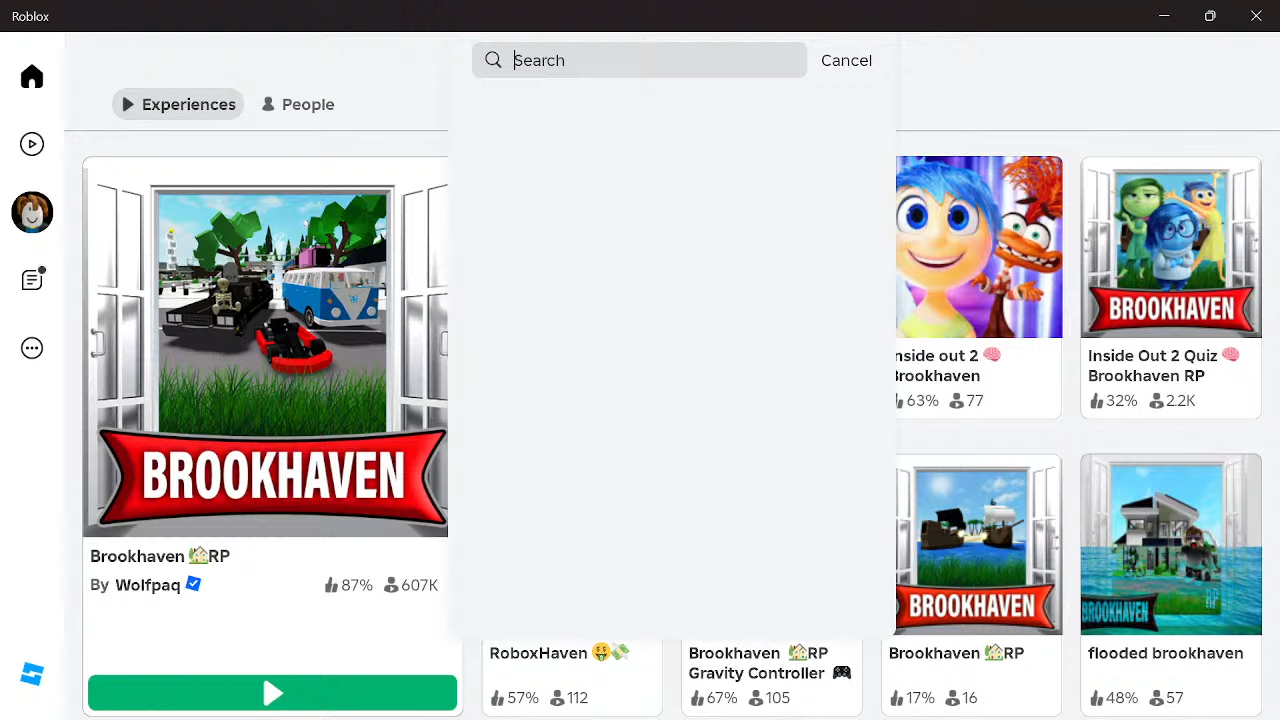 Roblox
Search
Cancel
Experiences
People
BROOKHAVEN
Brookhaven 🏡RP
By Wolfpaq
87%
607K
nside out 2 🧠
Brookhaven
63%
77
BROOKHAVEN
Inside Out 2 Quiz 🧠
Brookhaven RP
32%
2.2K
RoboxHaven 🤑💸
57%
112
Brookhaven 🏡RP
Gravity Controller 🎮
67%
105
BROOKHAVEN
Brookhaven 🏡RP
17%
16
BROOKHAVEN
RP
flooded brookhaven
48%
57